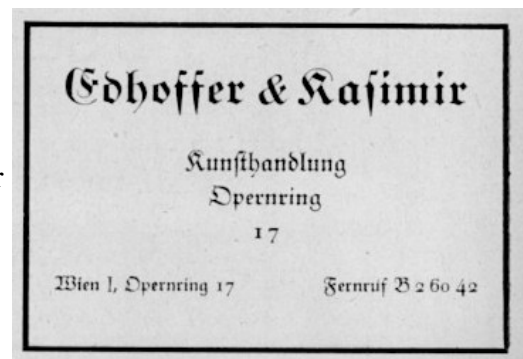 Edhoffer & Kasimir
Kunsthandlung
Opernring
17
Wien I, Opernring 17 Fernruf B 2 60 42